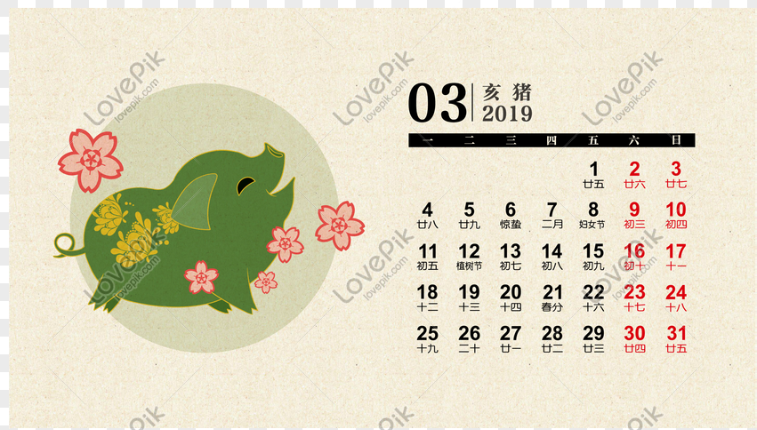 03 亥 猪
2019
一 二 三 四 五 六 日
1 2 3
廿五 廿六 廿七
4 5 6 7 8 9 10
廿八 廿九 惊蛰 二月 妇女节 初三 初四
11 12 13 14 15 16 17
初五 植树节 初七 初八 初九 初十 十一
18 19 20 21 22 23 24
十二 十三 十四 春分 十六 十七 十八
25 26 27 28 29 30 31
十九 二十 廿一 廿二 廿三 廿四 廿五
LovePik
lovepik.com